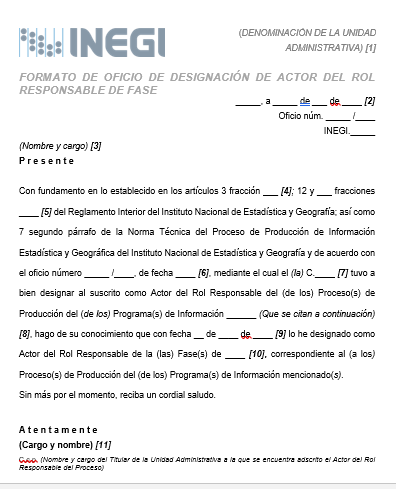 INEGI
(DENOMINACIÓN DE LA UNIDAD
ADMINISTRATIVA) [1]
FORMATO DE OFICIO DE DESIGNACIÓN DE ACTOR DEL ROL
RESPONSABLE DE FASE
_____, a _____ de ___ de ____ [2]
Oficio núm. _____ /____
INEGI._____
(Nombre y cargo) [3]
P r e s e n t e
Con fundamento en lo establecido en los artículos 3 fracción ___ [4]; 12 y ___ fracciones
____ [5] del Reglamento Interior del Instituto Nacional de Estadística y Geografía; así como
7 segundo párrafo de la Norma Técnica del Proceso de Producción de Información
Estadística y Geográfica del Instituto Nacional de Estadística y Geografía y de acuerdo con
el oficio número _____ /____, de fecha ____ [6], mediante el cual el (la) C.____ [7] tuvo a
bien designar al suscrito como Actor del Rol Responsable del (de los) Proceso(s) de
Producción del (de los) Programa(s) de Información ______ (Que se citan a continuación)
[8], hago de su conocimiento que con fecha __ de ____ de ____ [9] lo he designado como
Actor del Rol Responsable de la (las) Fase(s) de ____ [10], correspondiente al (a los)
Proceso(s) de Producción del (de los) Programa(s) de Información mencionado(s).
Sin más por el momento, reciba un cordial saludo.
A t e n t a m e n t e
(Cargo y nombre) [11]
C.c.p. (Nombre y cargo del Titular de la Unidad Administrativa a la que se encuentra adscrito el Actor del Rol
Responsable del Proceso)